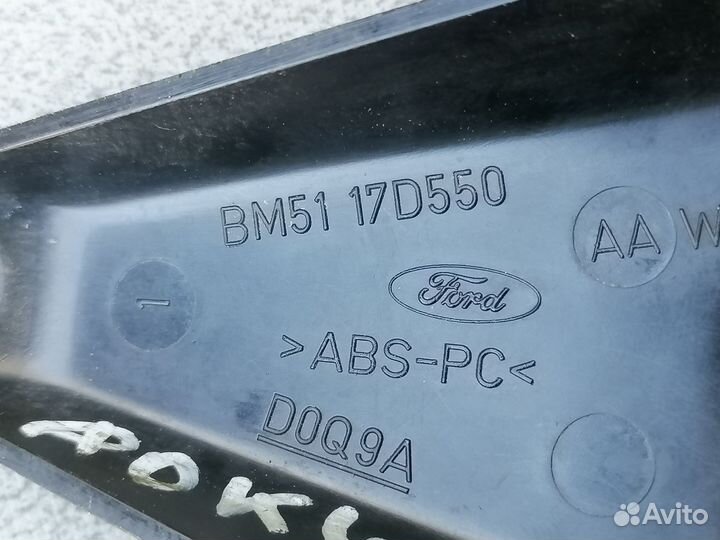 BM51 17D550
AA W
1
Ford
>ABS-PC<
D0Q9A
Avito